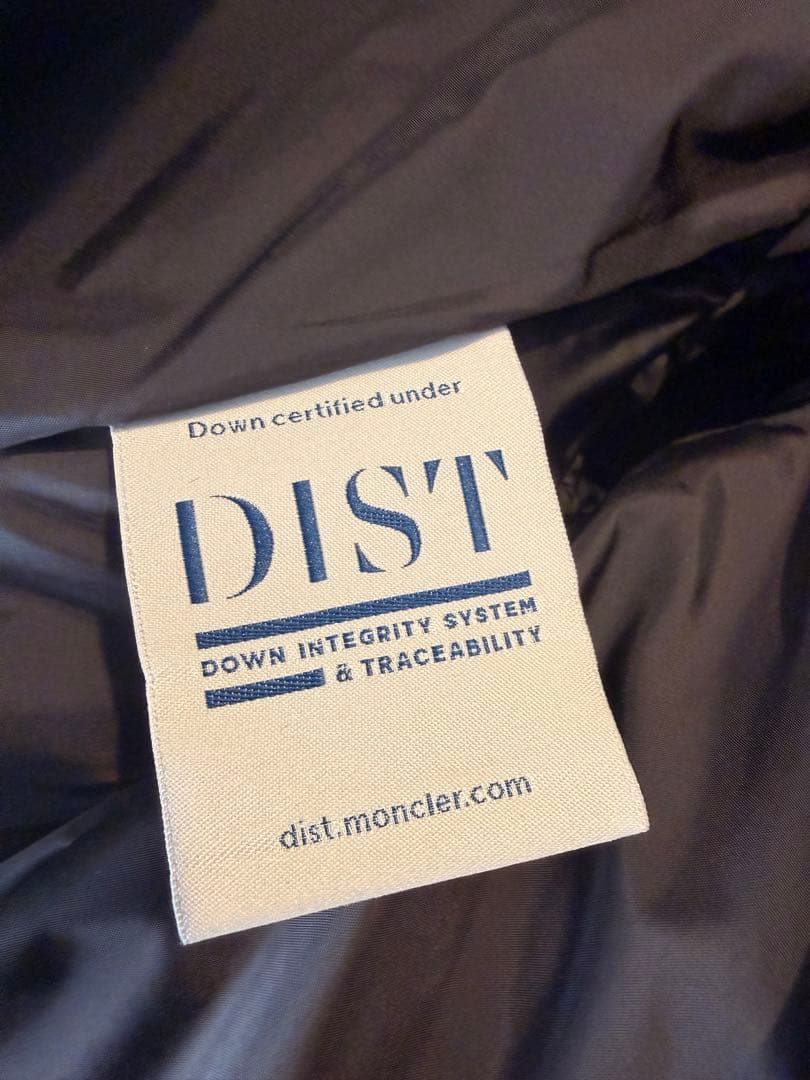 Down certified under
DIST
DOWN INTEGRITY SYSTEM
& TRACEABILITY
dist.moncler.com